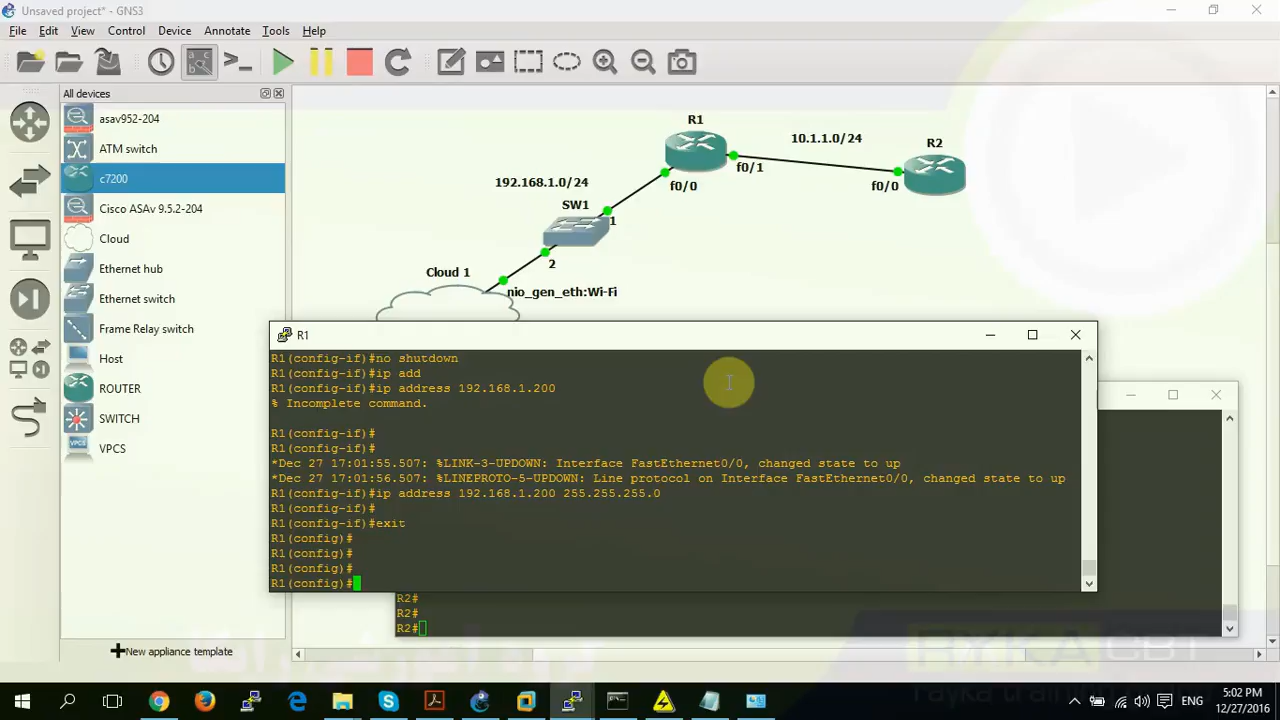 Unsaved project* - GNS3
File Edit View Control Device Annotate Tools Help
All devices
asav952-204
ATM switch
c7200
Cisco ASAv 9.5.2-204
Cloud
Ethernet hub
Ethernet switch
Frame Relay switch
Host
ROUTER
SWITCH
VPCS
New appliance template
R1
10.1.1.0/24
R2
f0/1
192.168.1.0/24
f0/0
f0/0
SW1
1
2
Cloud 1
nio_gen_eth:Wi-Fi
R1
R1(config-if)#no shutdown
R1(config-if)#ip add
R1(config-if)#ip address 192.168.1.200
% Incomplete command.
R1(config-if)#
R1(config-if)#
*Dec 27 17:01:55.507: %LINK-3-UPDOWN: Interface FastEthernet0/0, changed state to up
*Dec 27 17:01:56.507: %LINEPROTO-5-UPDOWN: Line protocol on Interface FastEthernet0/0, changed state to up
R1(config-if)#ip address 192.168.1.200 255.255.255.0
R1(config-if)#
R1(config-if)#exit
R1(config)#
R1(config)#
R1(config)#
R1(config)#
R2#
R2#
R2#
RAYKA CBT
ENG
5:02 PM
12/27/2016